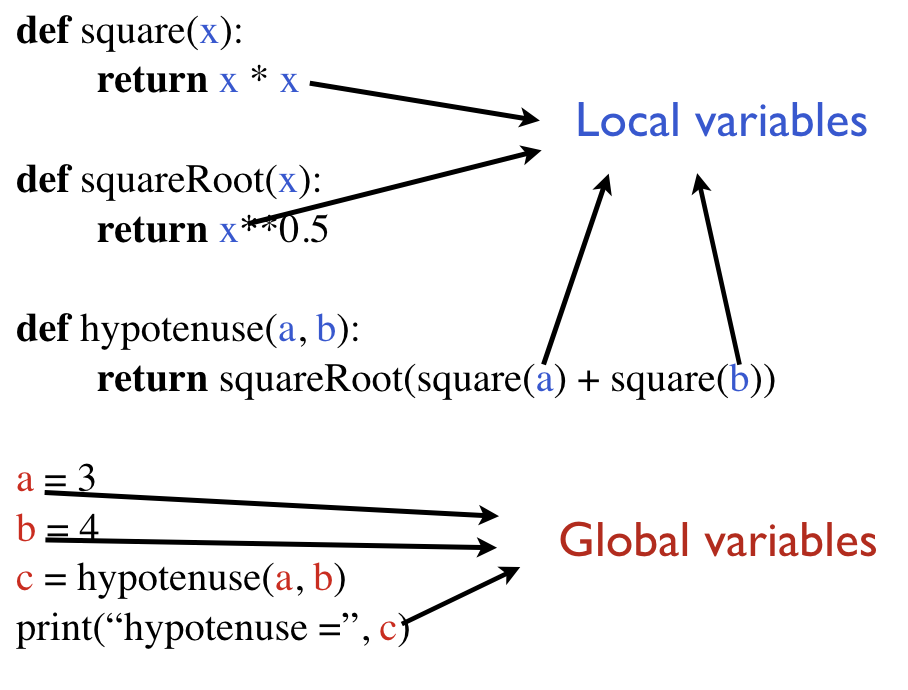 def square(x):
return x * x
Local variables
def squareRoot(x):
return x**0.5
def hypotenuse(a, b):
return squareRoot(square(a) + square(b))
a = 3
b = 4
Global variables
c = hypotenuse(a, b)
print(“hypotenuse =”, c)